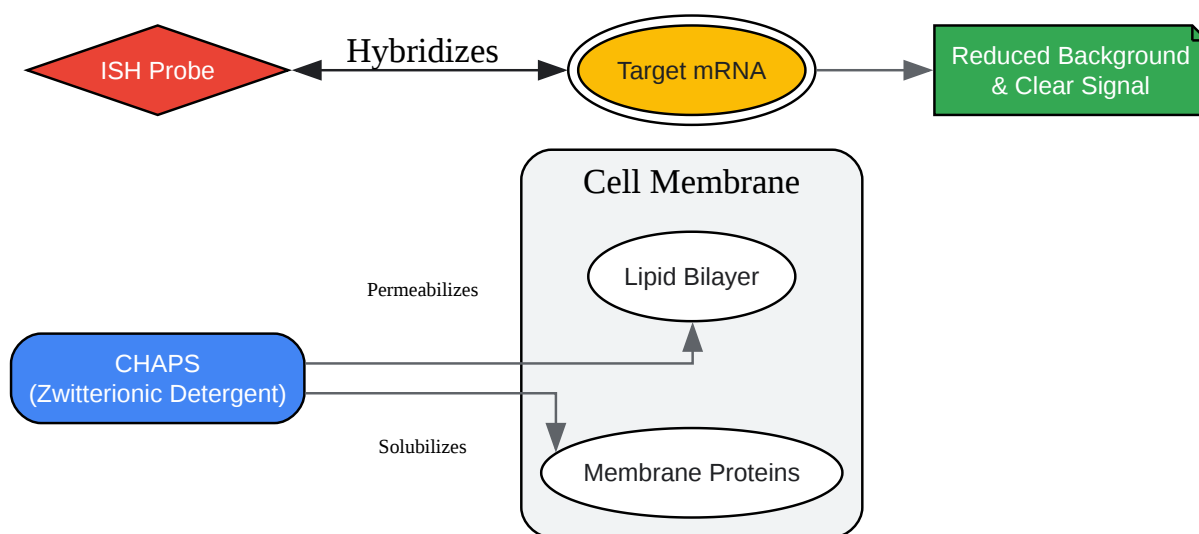 ISH Probe
Hybridizes
Target mRNA
Reduced Background
& Clear Signal
Cell Membrane
Lipid Bilayer
Permeabilizes
CHAPS
(Zwitterionic Detergent)
Solubilizes
Membrane Proteins